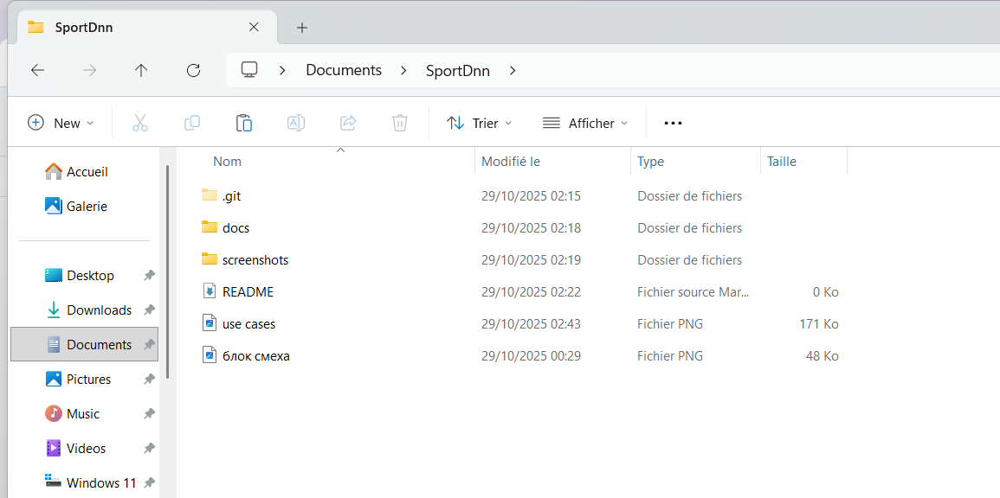 SportDnn
Documents SportDnn
New Trier Afficher
Accueil
Galerie
Desktop
Downloads
Documents
Pictures
Music
Videos
Windows 11
Nom Modifié le Type Taille
.git 29/10/2025 02:15 Dossier de fichiers
docs 29/10/2025 02:18 Dossier de fichiers
screenshots 29/10/2025 02:19 Dossier de fichiers
README 29/10/2025 02:22 Fichier source Mar... 0 Ko
use cases 29/10/2025 02:43 Fichier PNG 171 Ko
блок смеха 29/10/2025 00:29 Fichier PNG 48 Ko